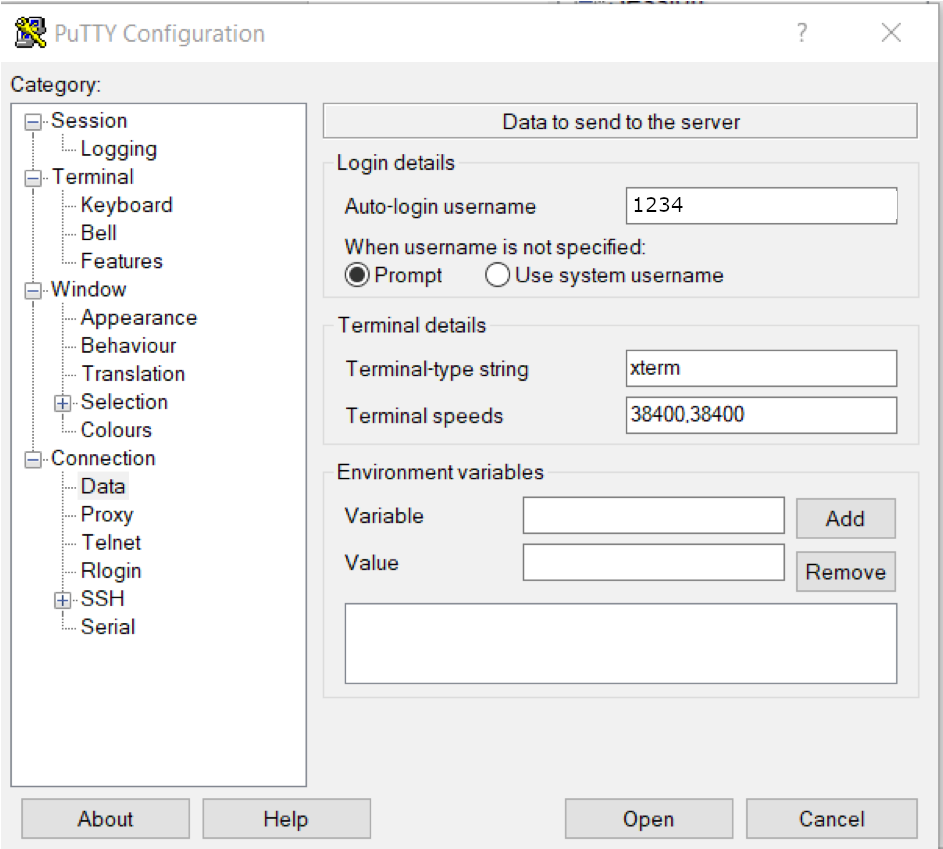 PuTTY Configuration
?
Category:
Session
Logging
Terminal
Keyboard
Bell
Features
Window
Appearance
Behaviour
Translation
Selection
Colours
Connection
Data
Proxy
Telnet
Rlogin
SSH
Serial
Data to send to the server
Login details
Auto-login username 1234
When username is not specified:
Prompt Use system username
Terminal details
Terminal-type string xterm
Terminal speeds 38400,38400
Environment variables
Variable Add
Value Remove
About Help Open Cancel